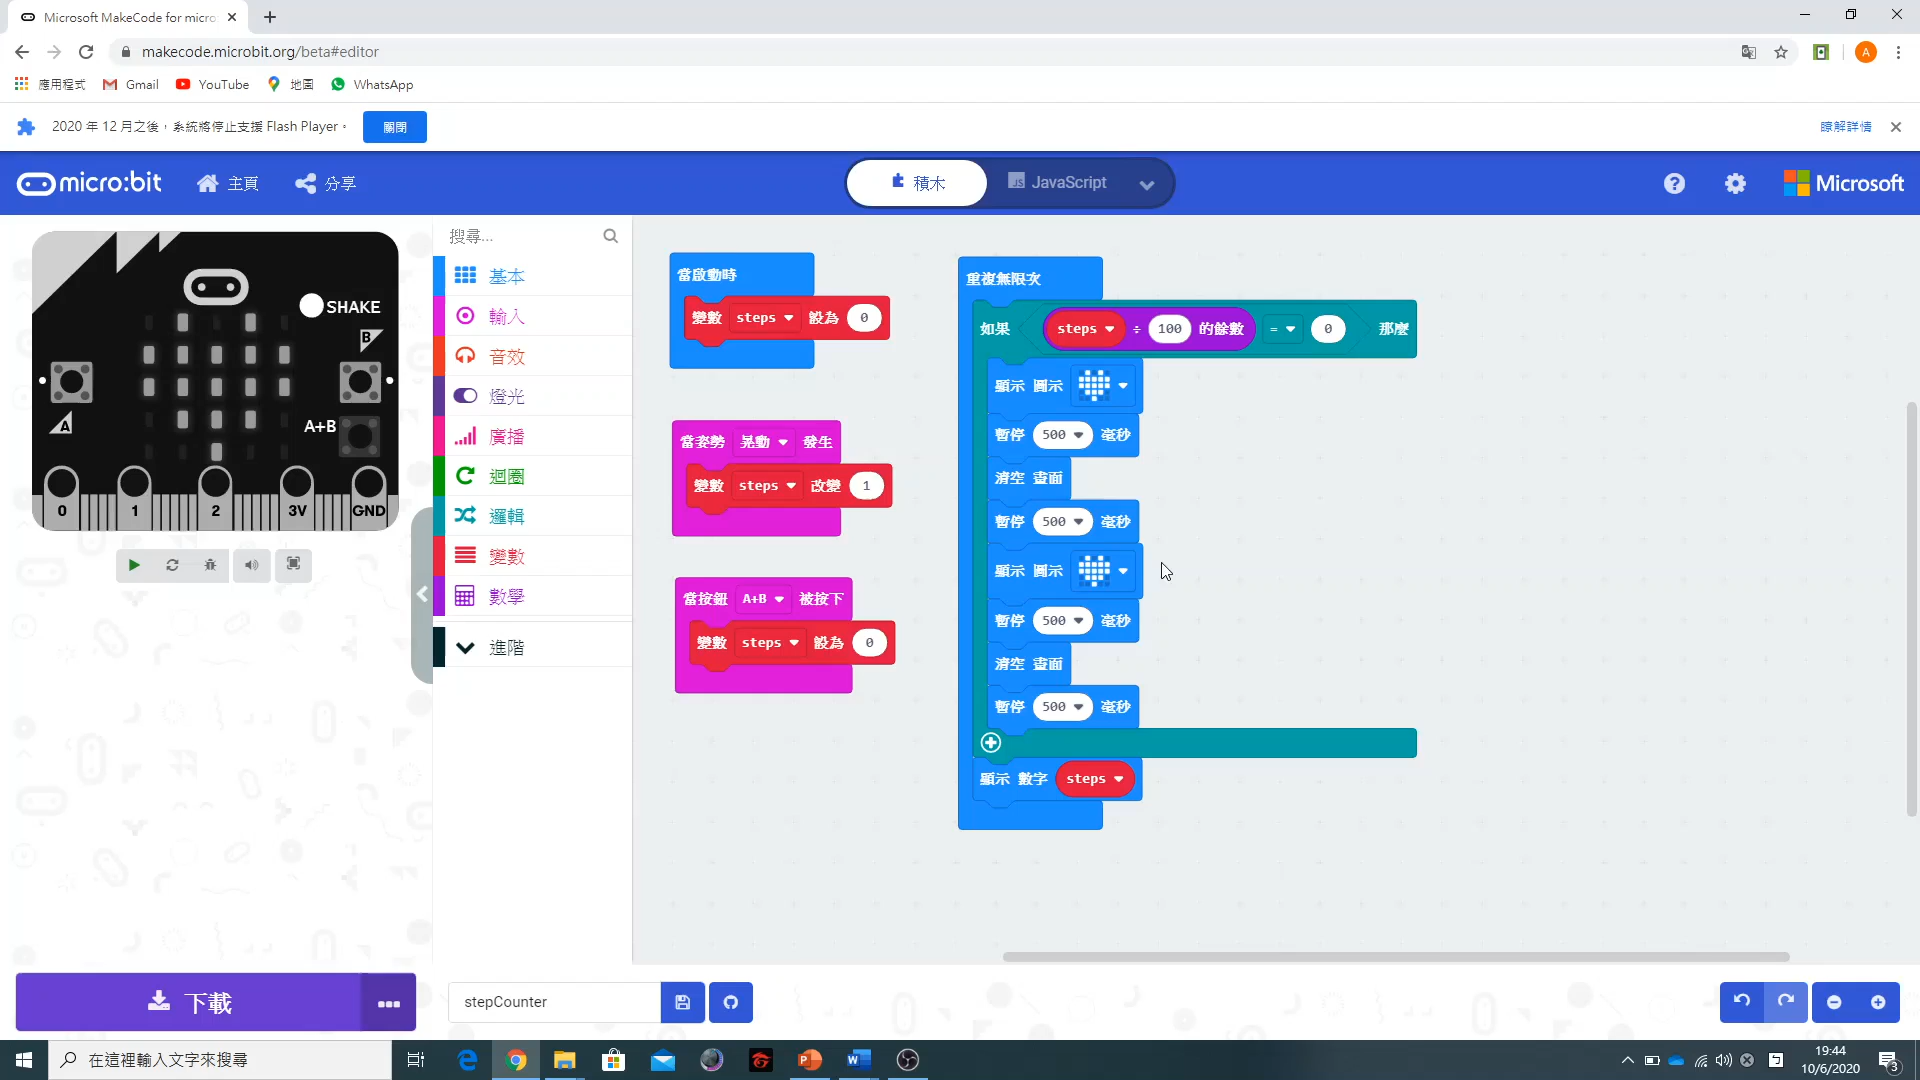 Microsoft MakeCode for micro:
makecode.microbit.org/beta#editor
應用程式 Gmail YouTube 地圖 WhatsApp
2020 年 12 月之後，系統將停止支援 Flash Player。 關閉 瞭解詳情
micro:bit 主頁 分享 積木 JavaScript Microsoft
SHAKE
B
A
A+B
0 1 2 3V GND
搜尋...
基本
輸入
音效
燈光
廣播
迴圈
邏輯
變數
數學
進階
當啟動時
變數 steps 設為 0
當姿勢 晃動 發生
變數 steps 改變 1
當按鈕 A+B 被按下
變數 steps 設為 0
重複無限次
如果 steps ÷ 100 的餘數 = 0 那麼
顯示 圖示
暫停 500 毫秒
清空 畫面
暫停 500 毫秒
顯示 圖示
暫停 500 毫秒
清空 畫面
暫停 500 毫秒
顯示 數字 steps
下載
stepCounter
在這裡輸入文字來搜尋
19:44
10/6/2020
3